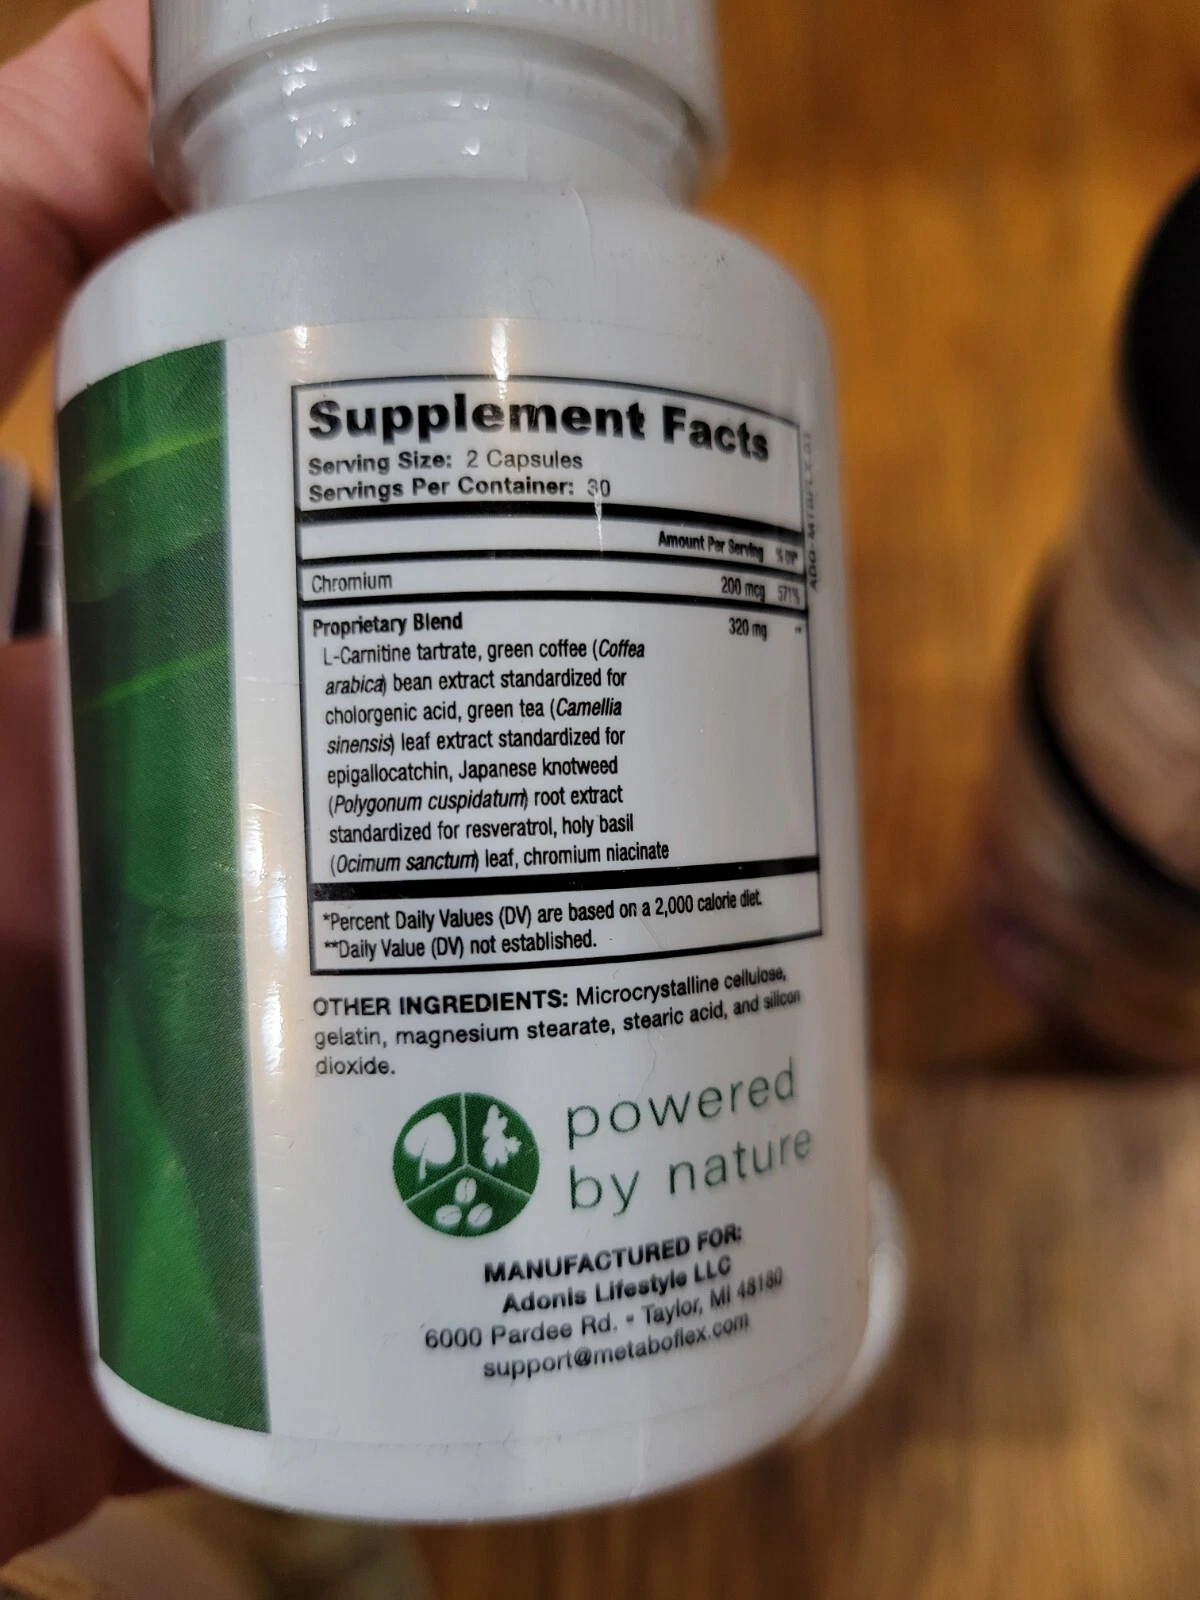 Supplement Facts
Serving Size: 2 Capsules
Servings Per Container: 30
Amount Per Serving % DV*
Chromium 200 mcg 571%
Proprietary Blend 320 mg **
L-Carnitine tartrate, green coffee (Coffea
arabica) bean extract standardized for
cholorgenic acid, green tea (Camellia
sinensis) leaf extract standardized for
epigallocatchin, Japanese knotweed
(Polygonum cuspidatum) root extract
standardized for resveratrol, holy basil
(Ocimum sanctum) leaf, chromium niacinate
*Percent Daily Values (DV) are based on a 2,000 calorie diet.
**Daily Value (DV) not established.
OTHER INGREDIENTS: Microcrystalline cellulose,
gelatin, magnesium stearate, stearic acid, and silicon
dioxide.
powered
by nature
MANUFACTURED FOR:
Adonis Lifestyle LLC
6000 Pardee Rd. • Taylor, MI 48180
support@metaboflex.com